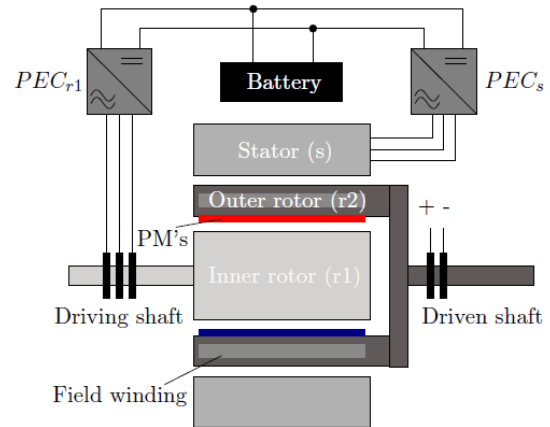 PEC_{r1}
Battery
PEC_s
Stator (s)
Outer rotor (r2)
+ -
PM's
Inner rotor (r1)
Driving shaft
Driven shaft
Field winding